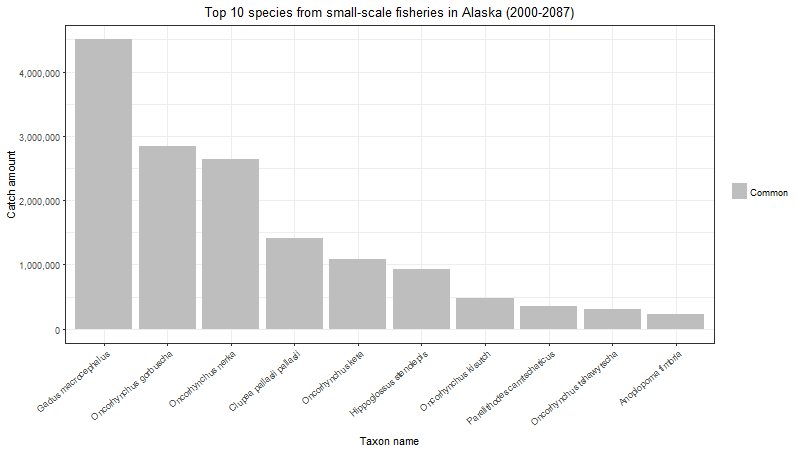 Top 10 species from small-scale fisheries in Alaska (2000-2087)
Catch amount
4,000,000
3,000,000
2,000,000
1,000,000
0
Common
Gadus macrocephalus
Oncorhynchus gorbuscha
Oncorhynchus nerka
Clupea pallasii pallasii
Oncorhynchus keta
Hippoglossus stenolepis
Oncorhynchus kisutch
Paralithodes camtschaticus
Oncorhynchus tshawytscha
Anoplopoma fimbria
Taxon name